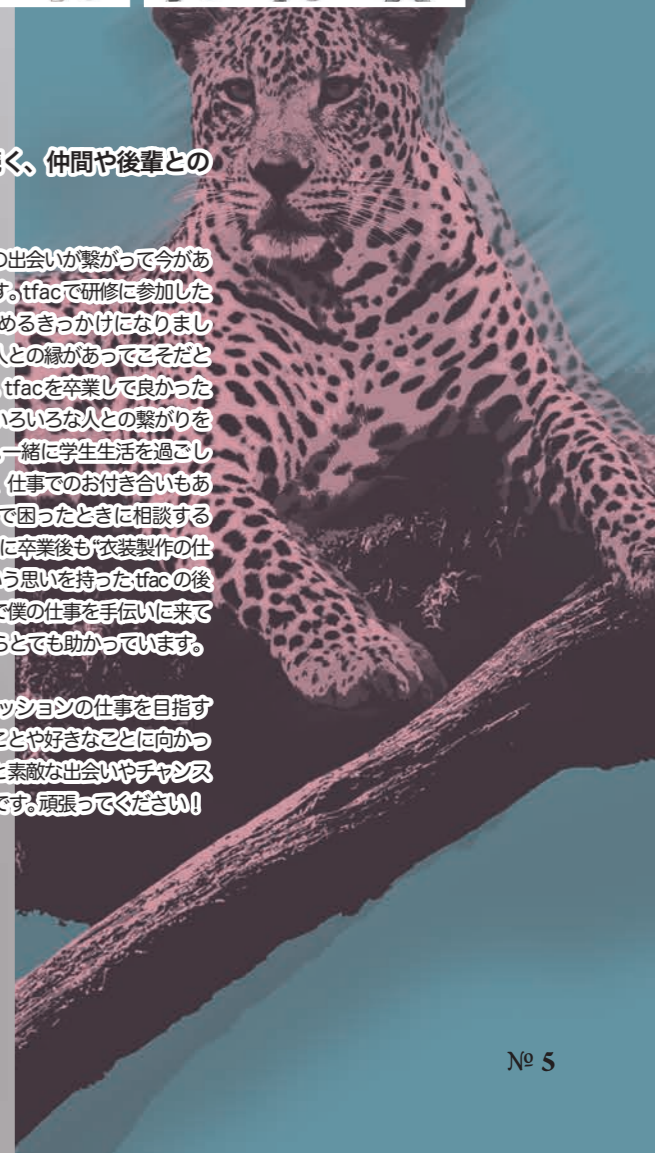 く、仲間や後輩との
の出会いが繋がって今があ
す。tfacで研修に参加した
めるきっかけになりまし
人との縁があってこそだと
tfacを卒業して良かった
いろいろな人との繋がりを
一緒に学生生活を過ごし
仕事でのお付き合いもあ
で困ったときに相談する
に卒業後も“衣装製作の仕
いう思いを持ったtfacの後
で僕の仕事を手伝いに来て
らとても助かっています。
ッションの仕事を目指す
ことや好きなことに向かっ
と素敵な出会いやチャンス
です。頑張ってください！
№ 5